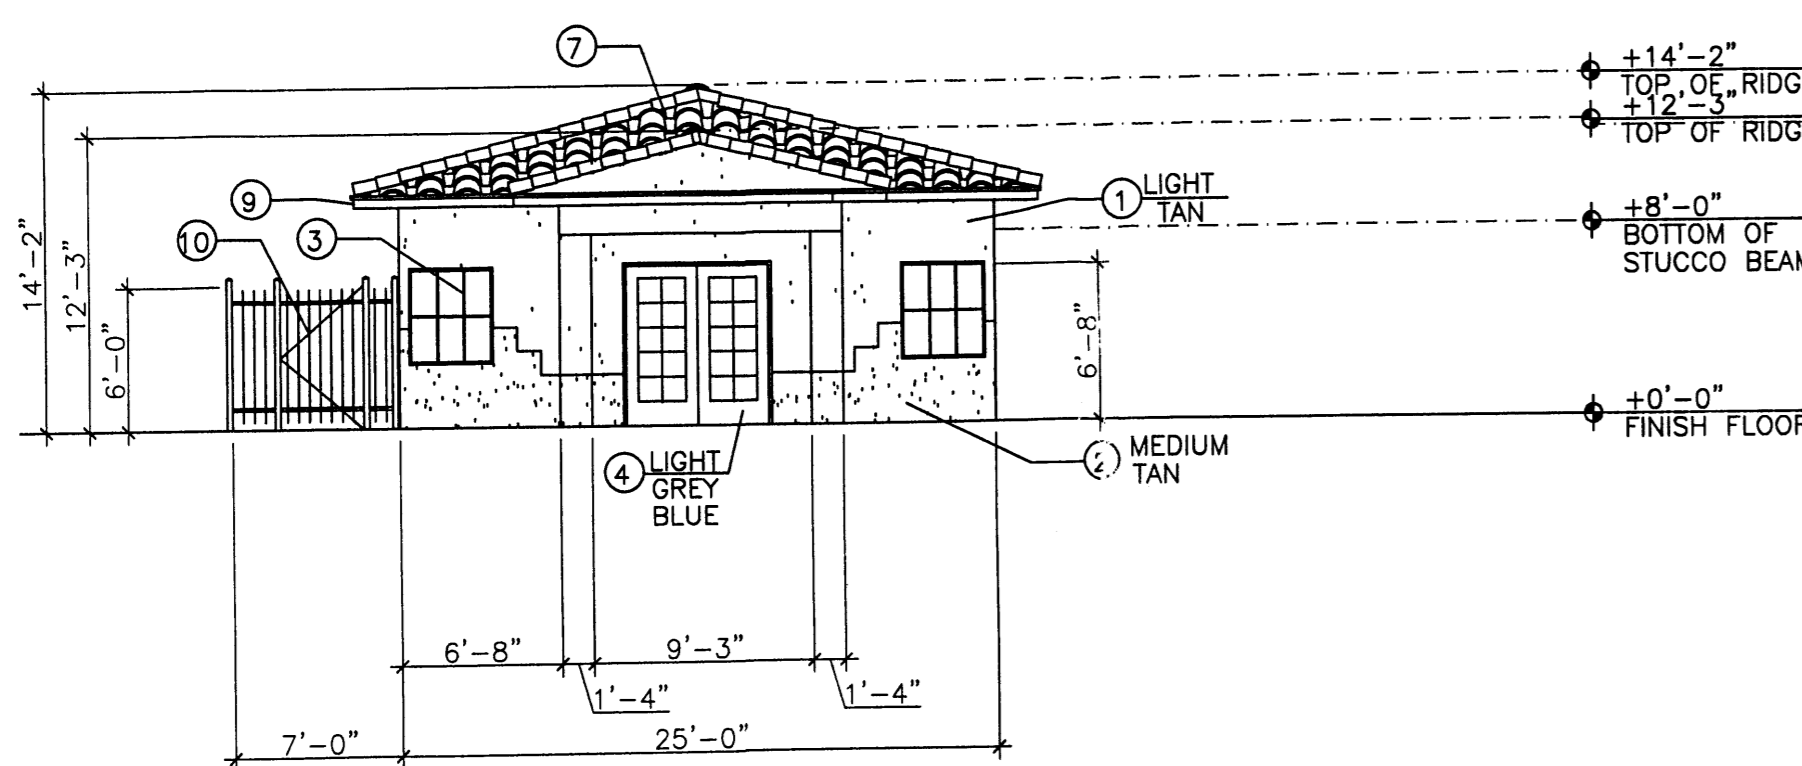 7
+14'-2"
TOP OF RIDG
+12'-3"
TOP OF RIDG
9
1 LIGHT
TAN
10
3
+8'-0"
BOTTOM OF
STUCCO BEAM
14'-2"
12'-3"
6'-0"
6'-8"
+0'-0"
FINISH FLOOR
4 LIGHT
GREY
BLUE
2 MEDIUM
TAN
6'-8"
9'-3"
1'-4"
1'-4"
7'-0"
25'-0"